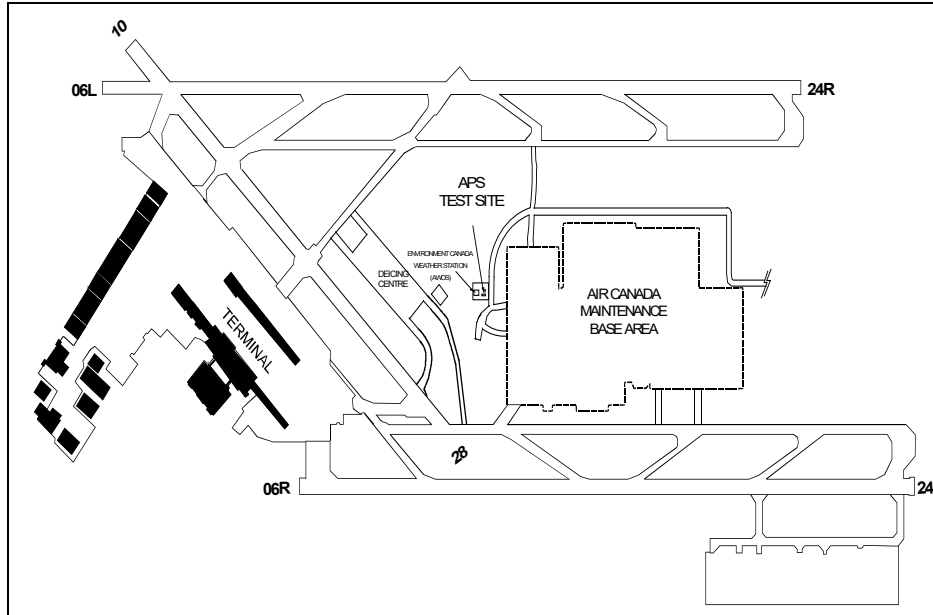 10
06L
24R
APS
TEST SITE
ENVIRONMENT CANADA
WEATHER STATION
(AWOS)
DEICING
CENTRE
AIR CANADA
MAINTENANCE
BASE AREA
TERMINAL
28
06R
24